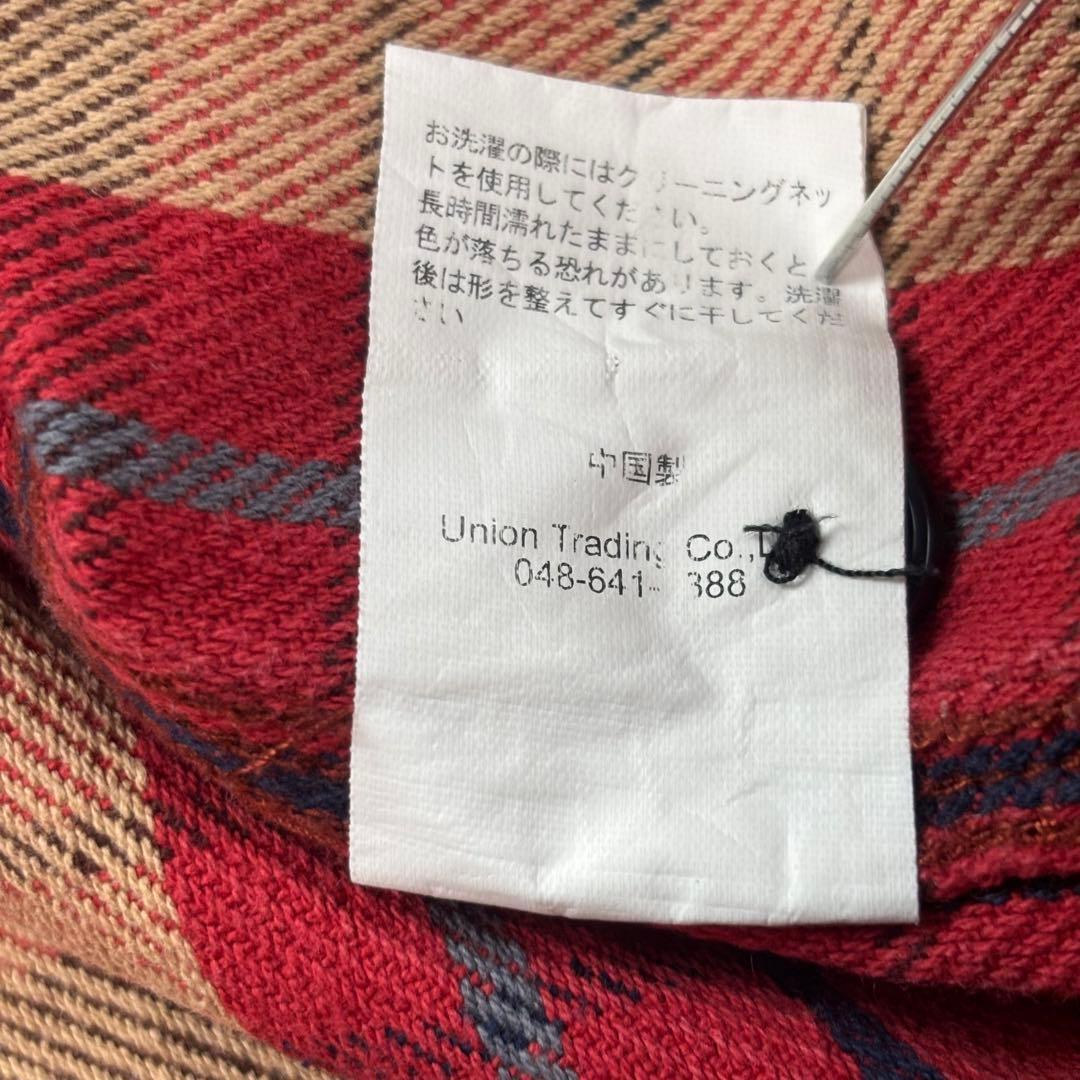 お洗濯の際にはクリーニングネッ
トを使用してください。
長時間濡れたままにしておくと、
色が落ちる恐れがあります。洗濯
後は形を整えてすぐに干してくだ
さい
中国製
Union Trading Co.,
048-641-